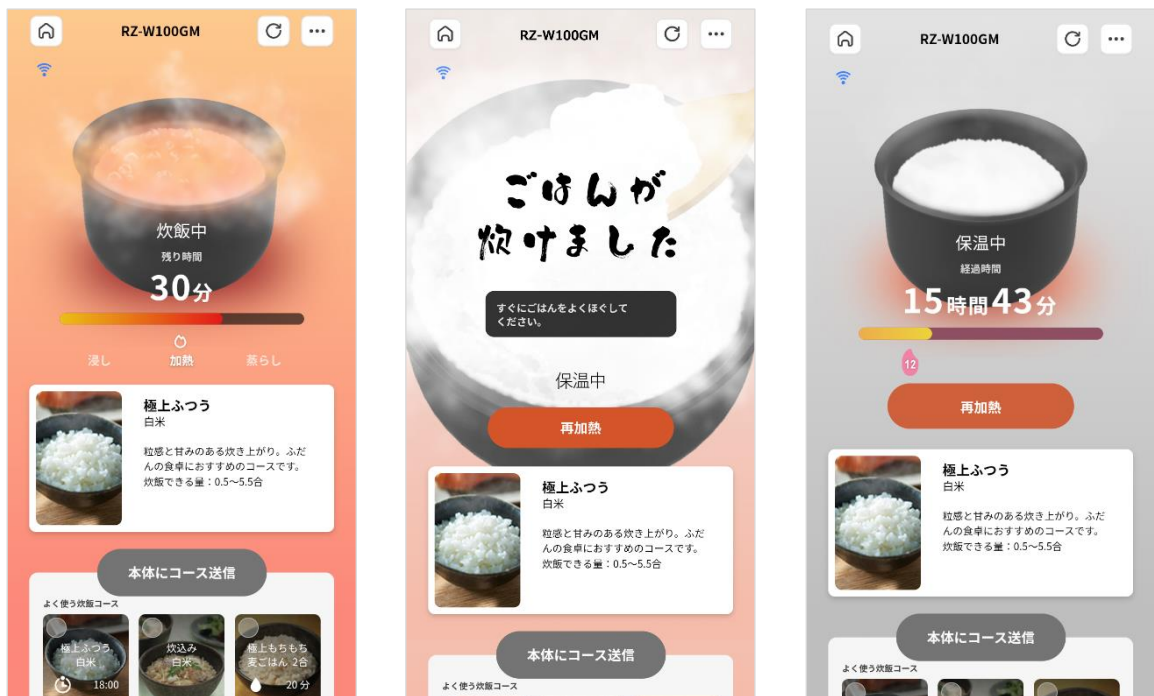 RZ-W100GM
炊飯中
残り時間
30分
浸し
加熱
蒸らし
極上ふつう
白米
粒感と甘みのある炊き上がり。ふだ
んの食卓におすすめのコースです。
炊飯できる量：0.5～5.5合
本体にコース送信
よく使う炊飯コース
極上ふつう
白米
18:00
炊込み
白米
極上もちもち
麦ごはん 2合
20分
RZ-W100GM
ごはんが
炊けました
すぐにごはんをよくほぐして
ください。
保温中
再加熱
極上ふつう
白米
粒感と甘みのある炊き上がり。ふだ
んの食卓におすすめのコースです。
炊飯できる量：0.5～5.5合
本体にコース送信
よく使う炊飯コース
RZ-W100GM
保温中
経過時間
15時間43分
12
再加熱
極上ふつう
白米
粒感と甘みのある炊き上がり。ふだ
んの食卓におすすめのコースです。
炊飯できる量：0.5～5.5合
本体にコース送信
よく使う炊飯コース